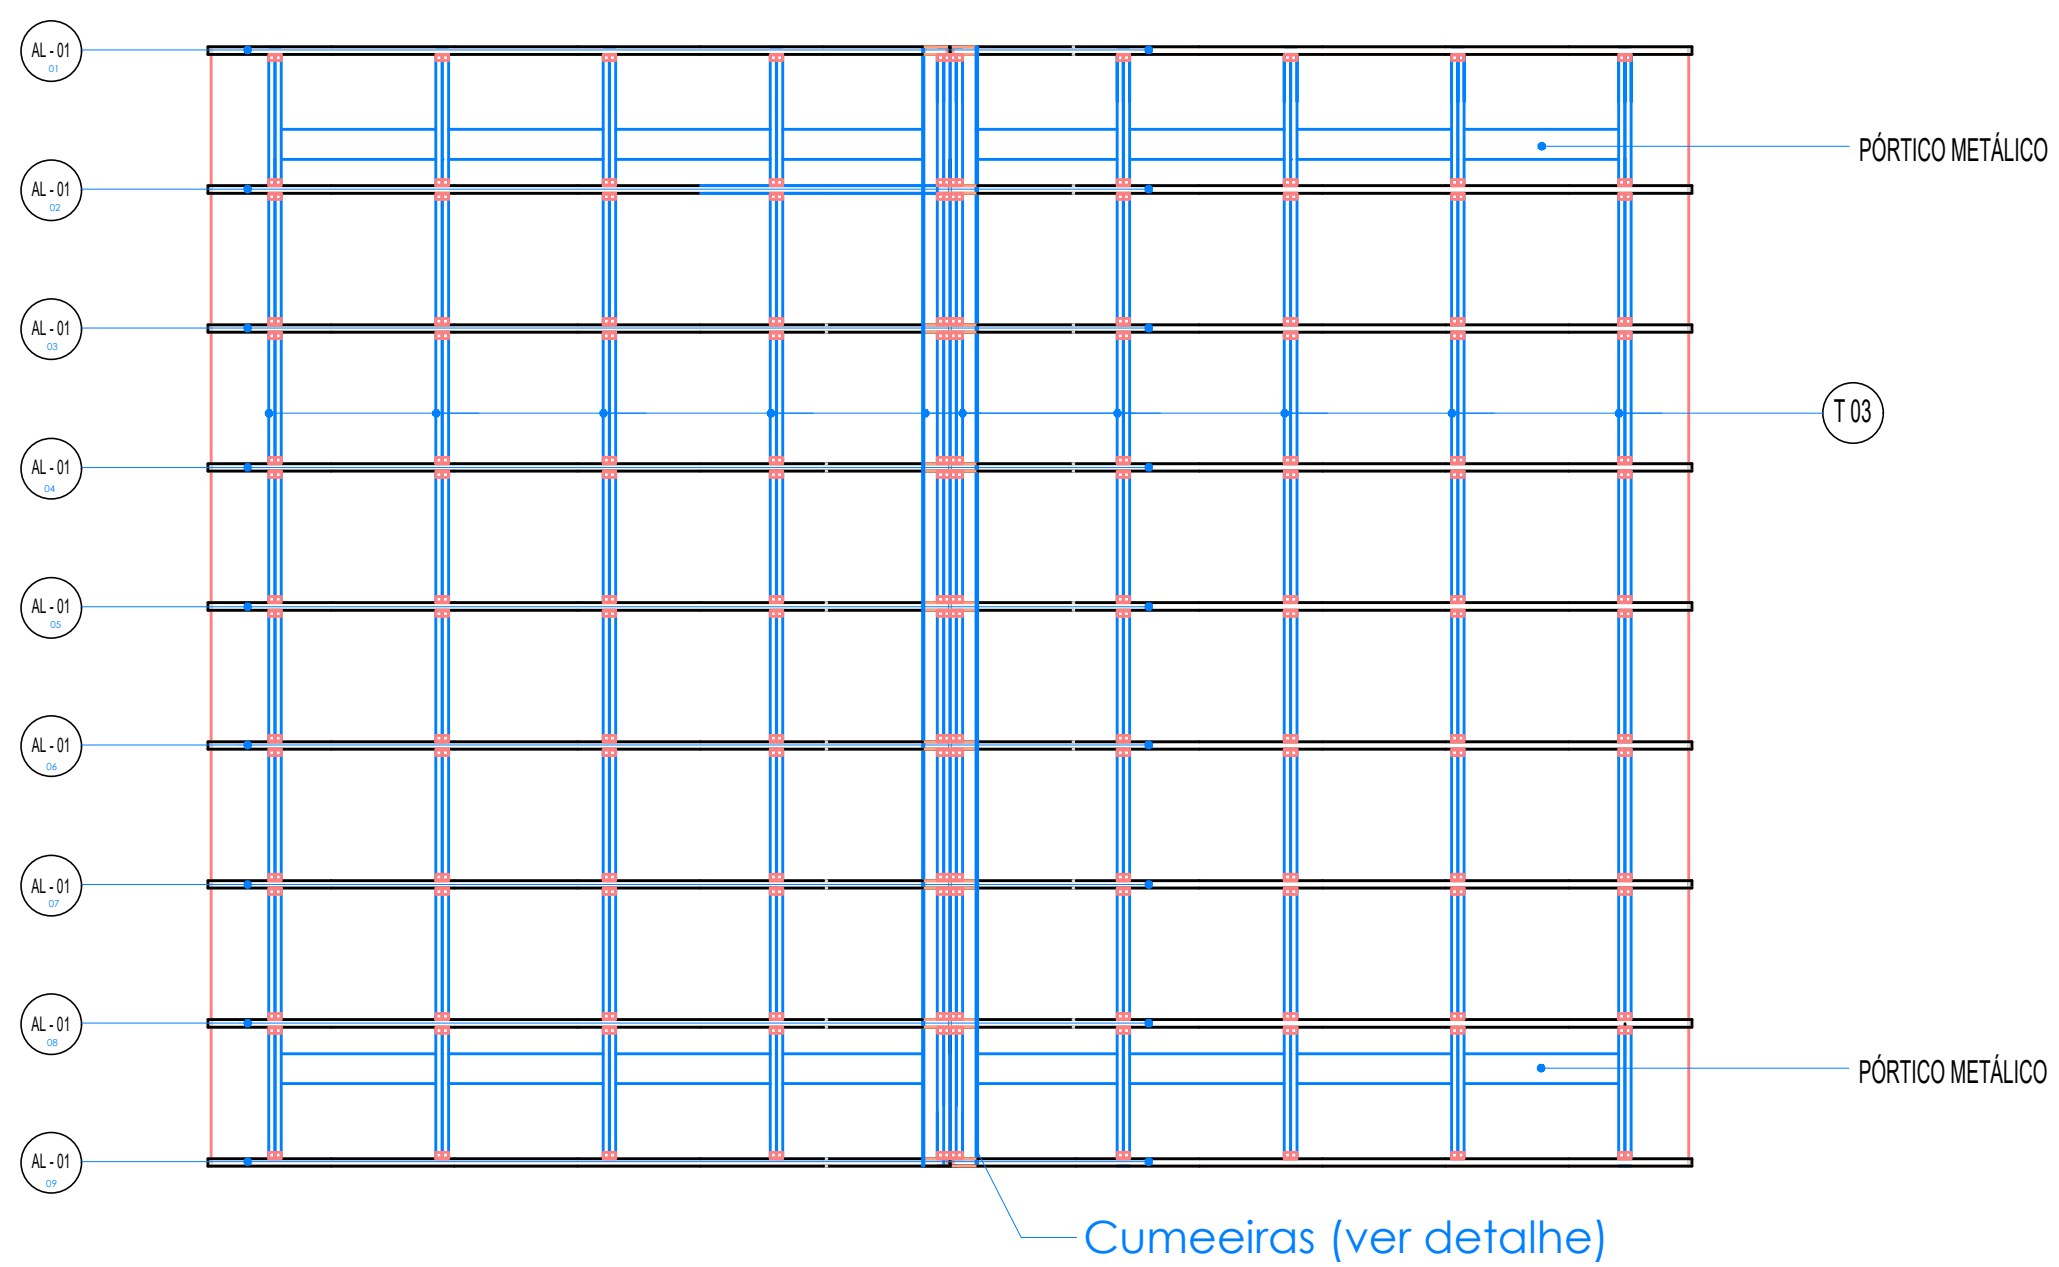 AL - 01
01
PÓRTICO METÁLICO
AL - 01
02
AL - 01
03
T 03
AL - 01
04
AL - 01
05
AL - 01
06
AL - 01
07
AL - 01
08
PÓRTICO METÁLICO
AL - 01
09
Cumeeiras (ver detalhe)